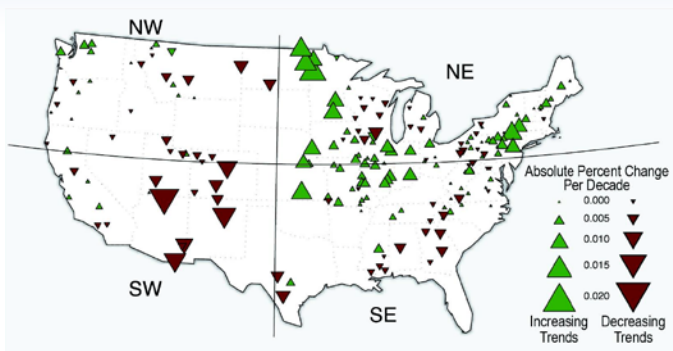 NW
NE
SW
SE
Absolute Percent Change
Per Decade
0.000
0.005
0.010
0.015
0.020
Increasing
Trends
Decreasing
Trends